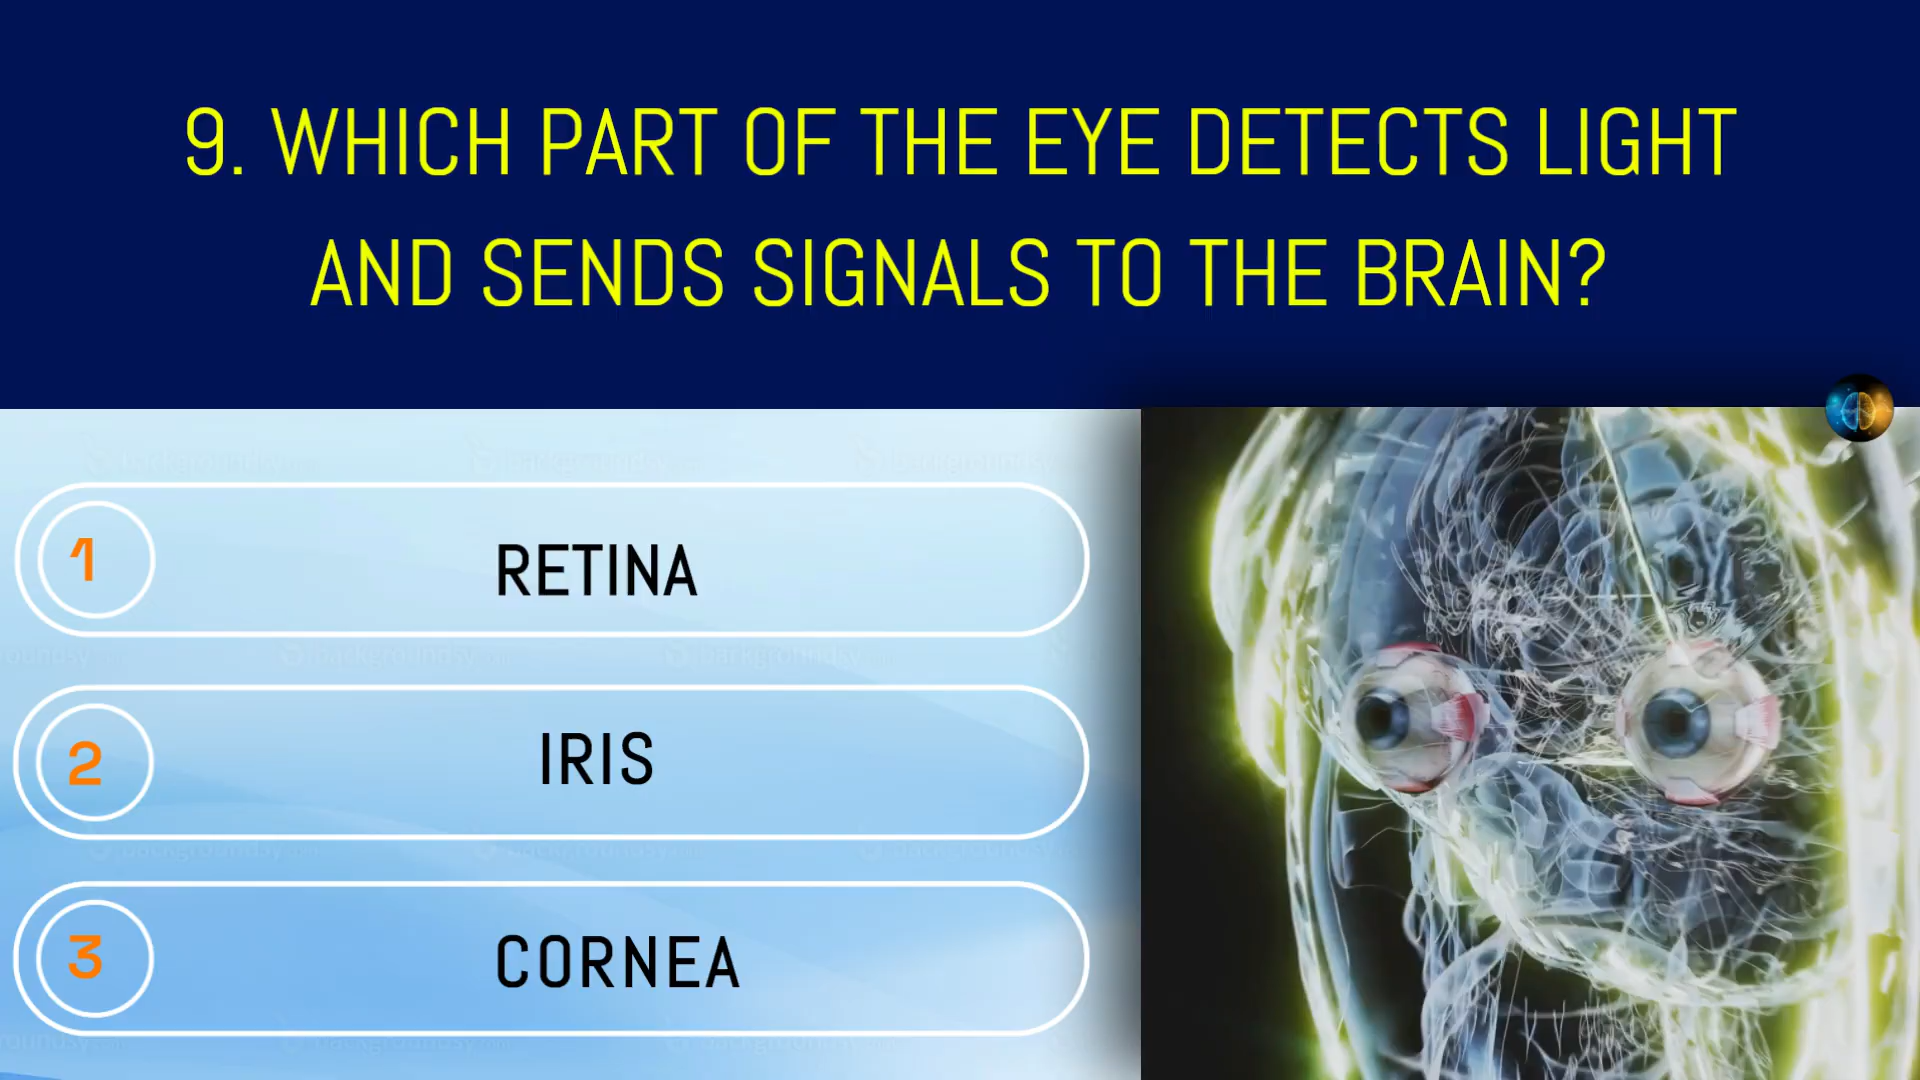 9. WHICH PART OF THE EYE DETECTS LIGHT
AND SENDS SIGNALS TO THE BRAIN?
1 RETINA
2 IRIS
3 CORNEA